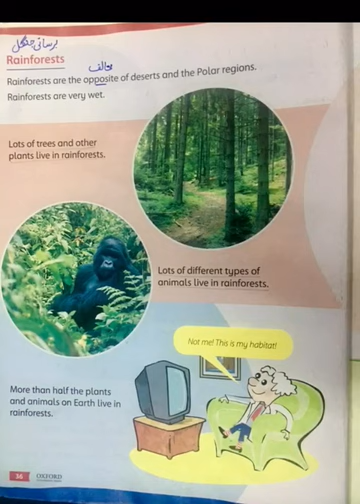 برساتی جنگل
Rainforests
مخالف
Rainforests are the opposite of deserts and the Polar regions.
Rainforests are very wet.
Lots of trees and other
plants live in rainforests.
Lots of different types of
animals live in rainforests.
Not me! This is my habitat!
More than half the plants
and animals on Earth live in
rainforests.
36 OXFORD